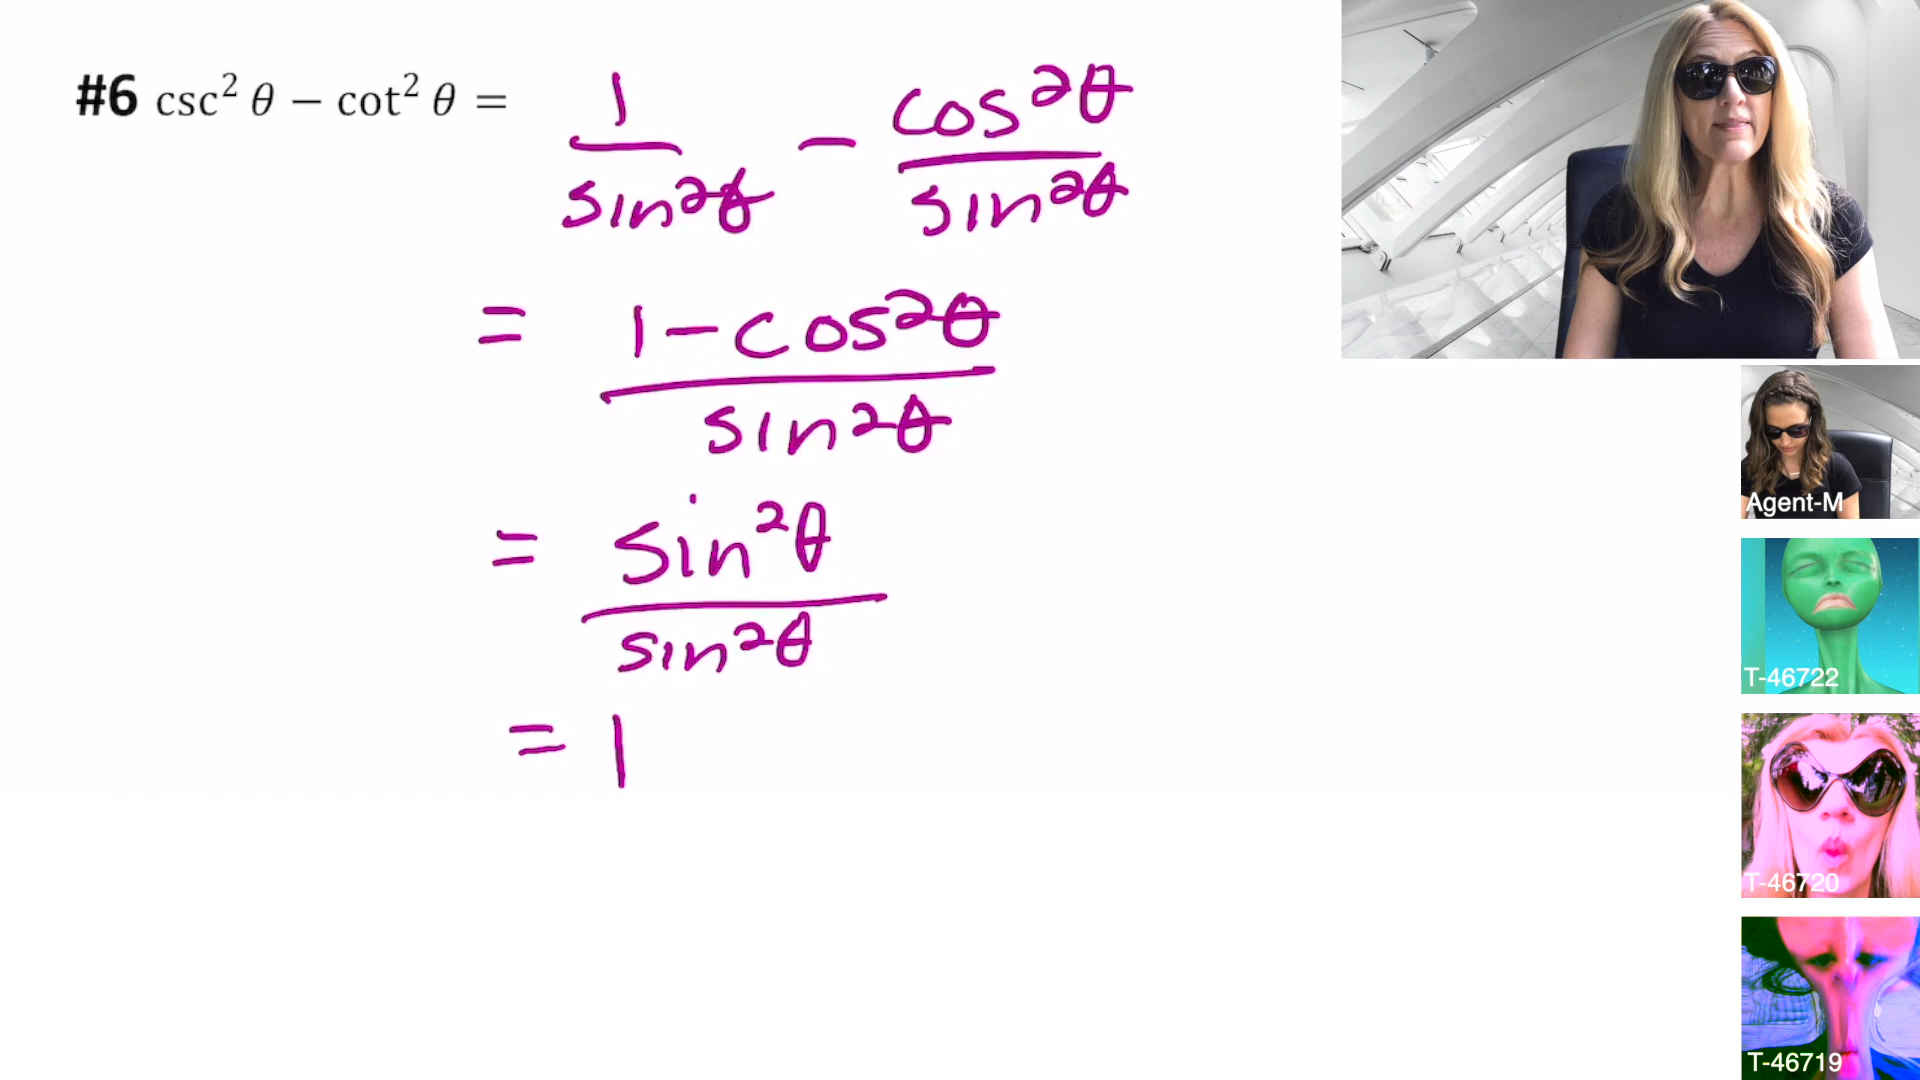 #6 csc² θ − cot² θ = 1/sin²θ − cos²θ/sin²θ
= 1−cos²θ/sin²θ
= sin²θ/sin²θ
= 1
Agent-M
T-46722
T-46720
T-46719